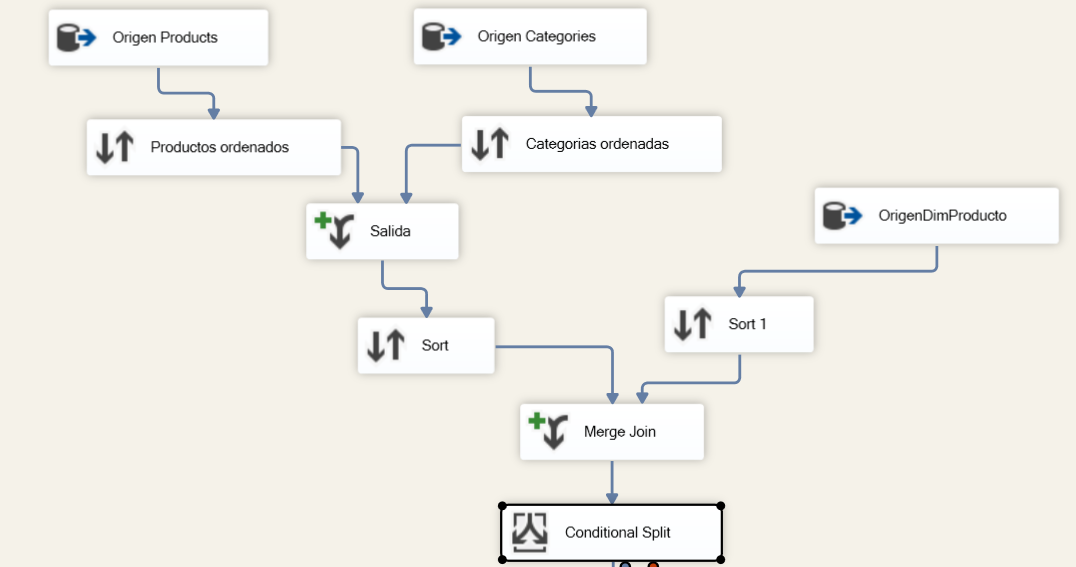 Origen Products
Origen Categories
Productos ordenados
Categorias ordenadas
OrigenDimProducto
Salida
Sort 1
Sort
Merge Join
Conditional Split